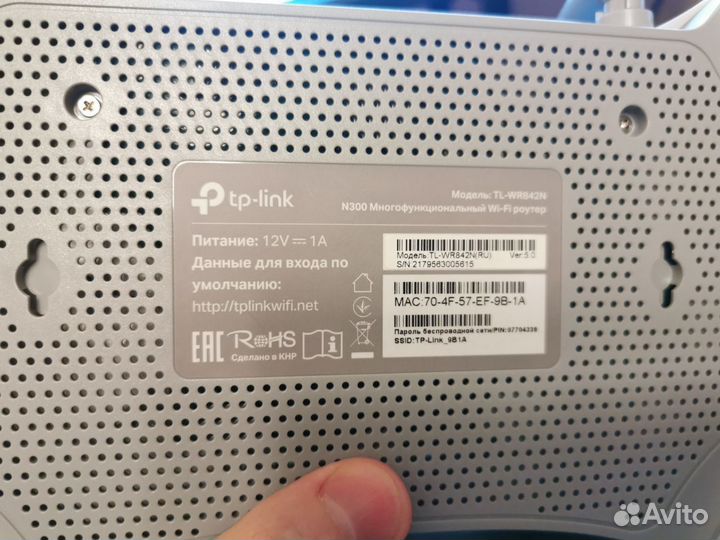 tp-link
Модель: TL-WR842N
N300 Многофункциональный Wi-Fi роутер
Питание: 12V⎓1A
Данные для входа по
умолчанию:
http://tplinkwifi.net
EAC RoHS
Сделано в КНР
Модель:TL-WR842N(RU) Ver:5.0
S/N:2179563005615
MAC:70-4F-57-EF-9B-1A
Пароль беспроводной сети/PIN:97794338
SSID:TP-Link_9B1A
Avito